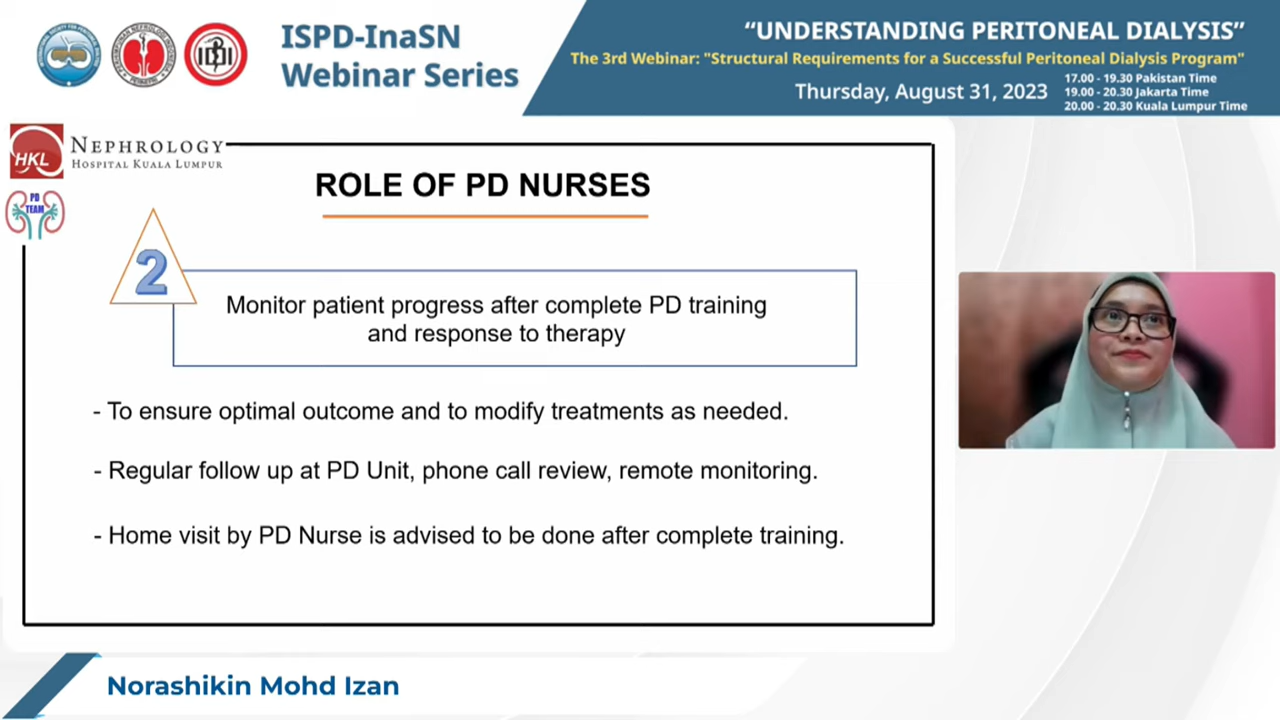 ISPD-InaSN
Webinar Series
“UNDERSTANDING PERITONEAL DIALYSIS”
The 3rd Webinar: "Structural Requirements for a Successful Peritoneal Dialysis Program"
Thursday, August 31, 2023
17.00 - 19.30 Pakistan Time
19.00 - 20.30 Jakarta Time
20.00 - 20.30 Kuala Lumpur Time
HKL
NEPHROLOGY
HOSPITAL KUALA LUMPUR
PD
TEAM
ROLE OF PD NURSES
2
Monitor patient progress after complete PD training
and response to therapy
- To ensure optimal outcome and to modify treatments as needed.
- Regular follow up at PD Unit, phone call review, remote monitoring.
- Home visit by PD Nurse is advised to be done after complete training.
Norashikin Mohd Izan